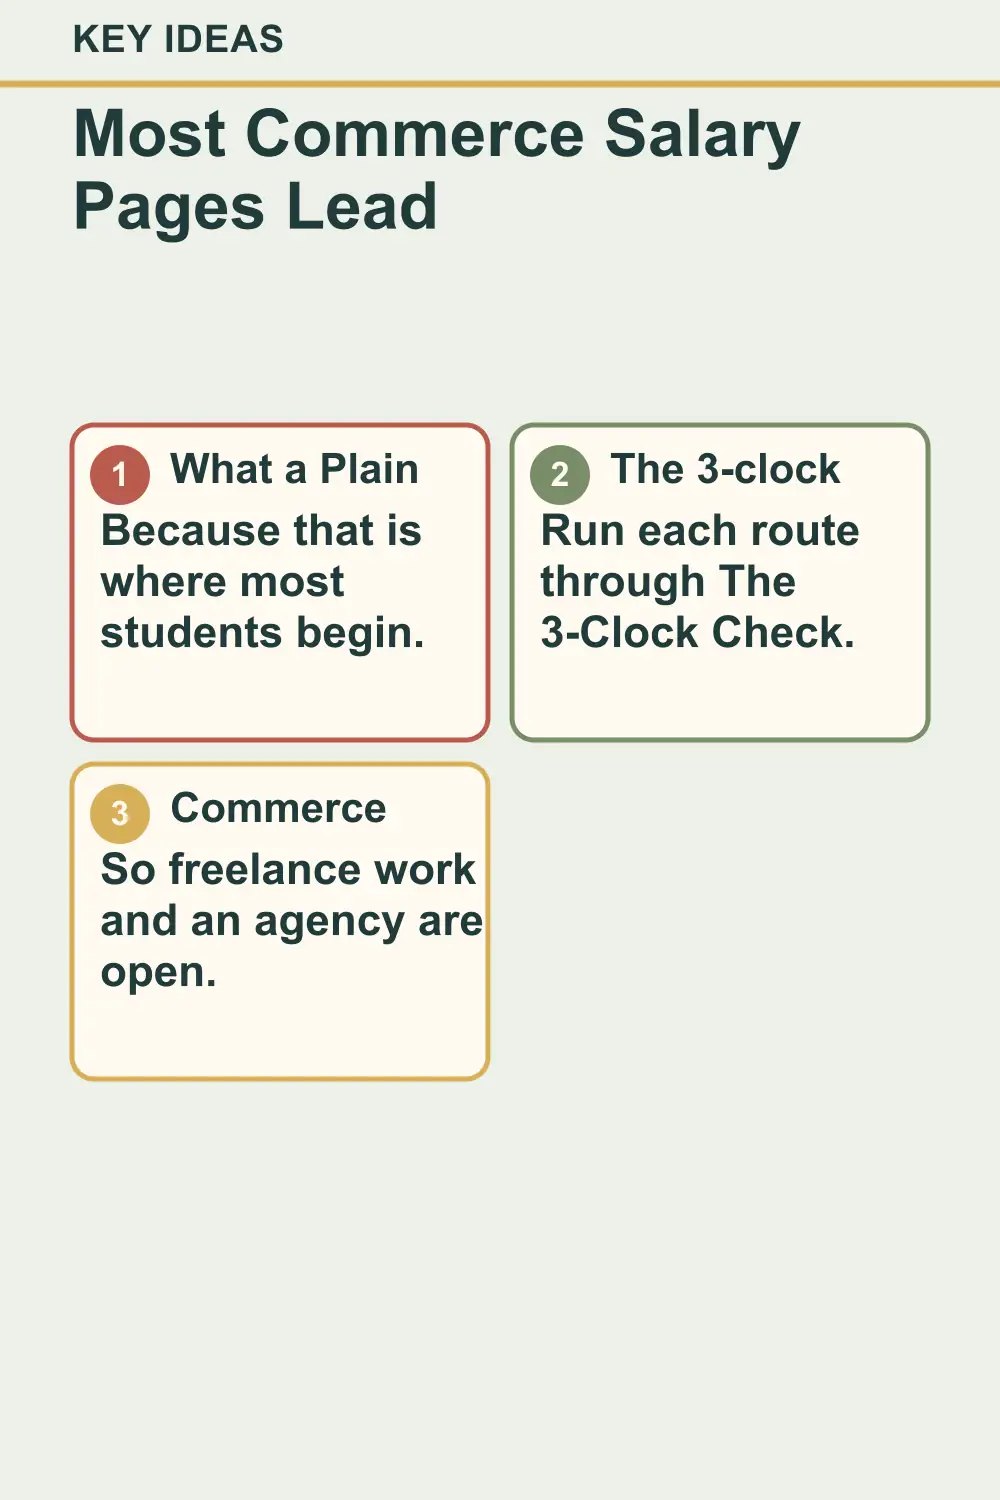 KEY IDEAS
Most Commerce Salary
Pages Lead
1
What a Plain
Because that is
where most
students begin.
2
The 3-clock
Run each route
through The
3-Clock Check.
3
Commerce
So freelance work
and an agency are
open.